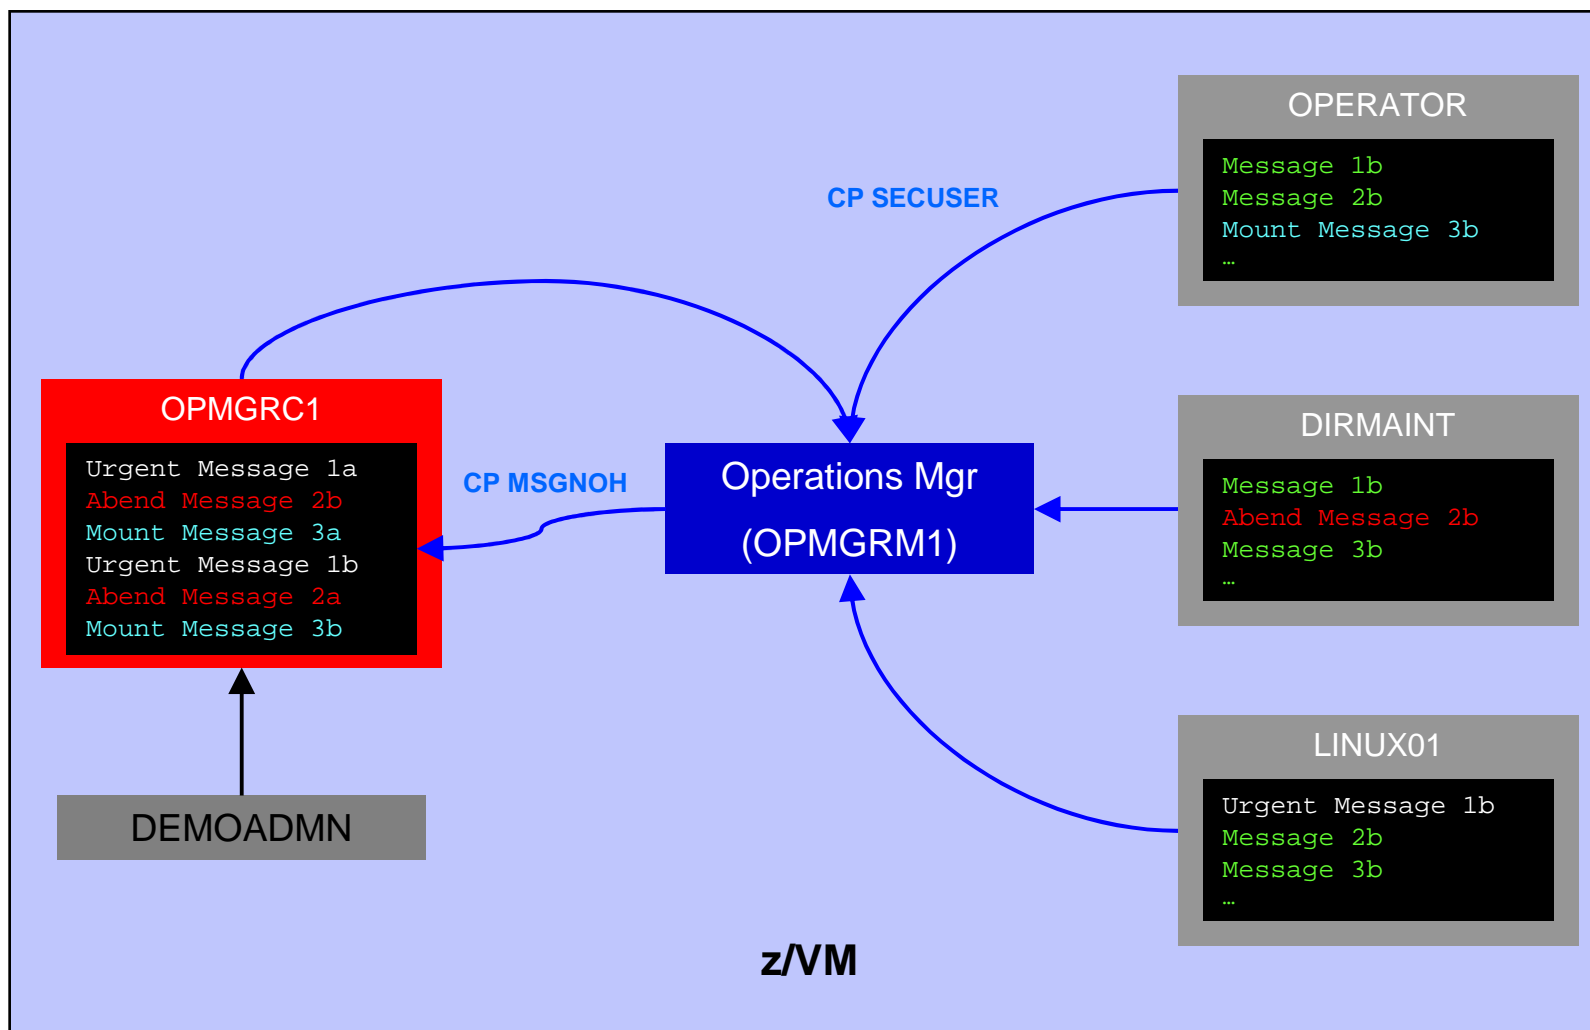 OPERATOR
Message 1b
Message 2b
Mount Message 3b
…
CP SECUSER
OPMGRC1
Urgent Message 1a
Abend Message 2b
Mount Message 3a
Urgent Message 1b
Abend Message 2a
Mount Message 3b
CP MSGNOH
Operations Mgr
(OPMGRM1)
DIRMAINT
Message 1b
Abend Message 2b
Message 3b
…
LINUX01
Urgent Message 1b
Message 2b
Message 3b
…
DEMOADMN
z/VM